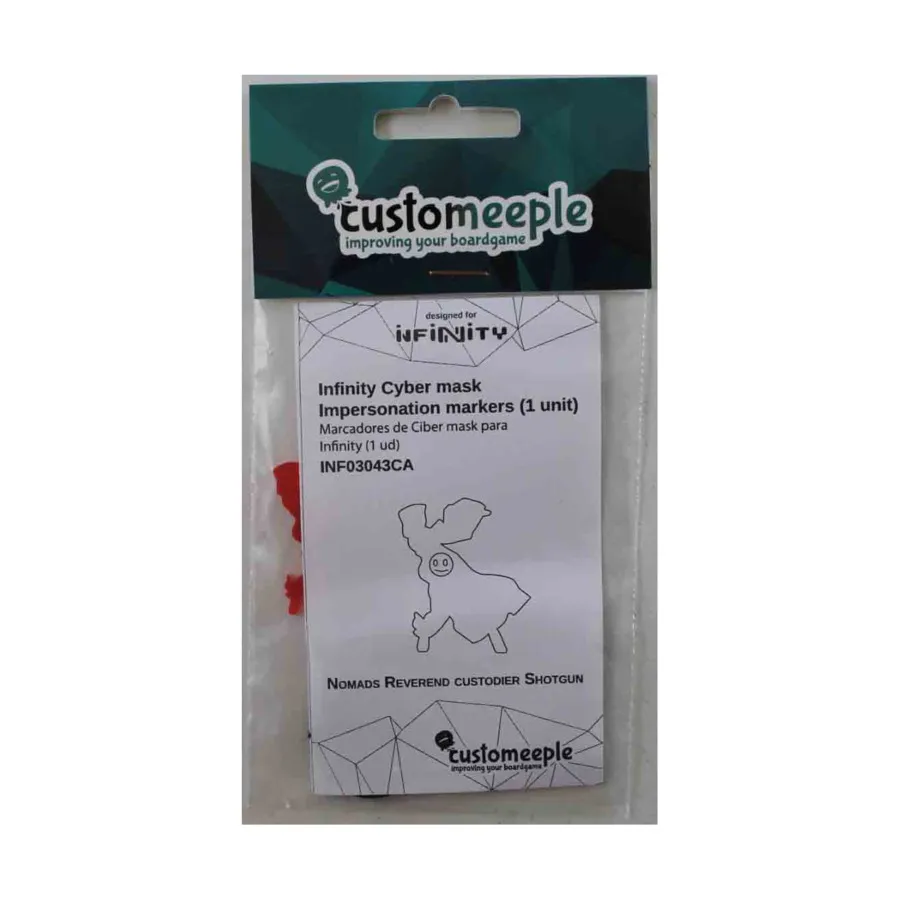 customeeple
improving your boardgame
designed for
iNFiNiTY
Infinity Cyber mask
Impersonation markers (1 unit)
Marcadores de Ciber mask para
Infinity (1 ud)
INF03043CA
NOMADS REVEREND CUSTODIER SHOTGUN
customeeple
improving your boardgame